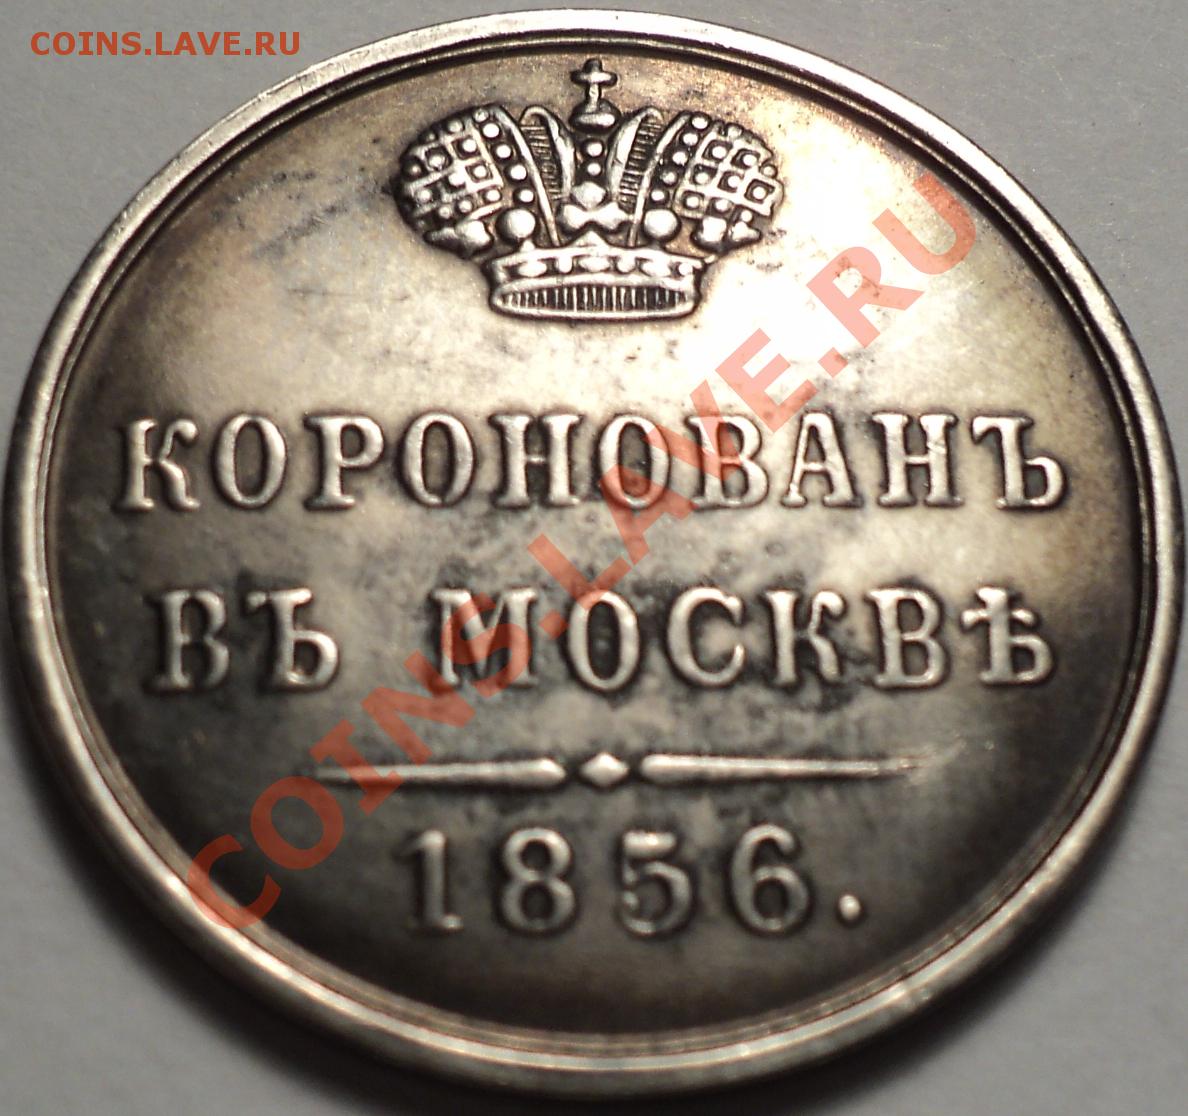 COINS.LAVE.RU
КОРОНОВАНЪ
ВЪ МОСКВѢ
1856.
COINS.LAVE.RU